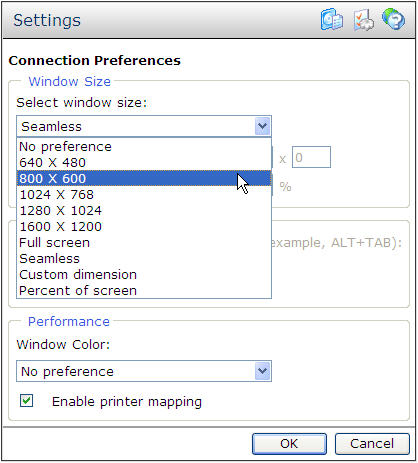 Settings
Connection Preferences
Window Size
Select window size:
Seamless
No preference
640 X 480
800 X 600
1024 X 768
1280 X 1024
1600 X 1200
Full screen
Seamless
Custom dimension
Percent of screen
x 0
%
example, ALT+TAB):
Performance
Window Color:
No preference
Enable printer mapping
OK Cancel